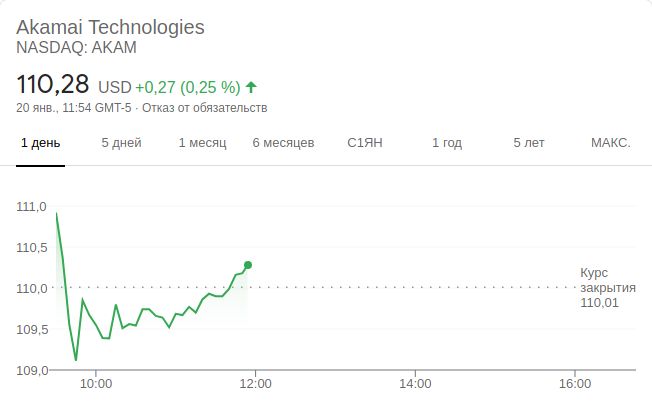 Akamai Technologies
NASDAQ: AKAM
110,28 USD +0,27 (0,25 %)
20 янв., 11:54 GMT-5 · Отказ от обязательств
1 день 5 дней 1 месяц 6 месяцев С1ЯН 1 год 5 лет МАКС.
111,0
110,5
110,0
109,5
109,0
Курс
закрытия
110,01
10:00 12:00 14:00 16:00